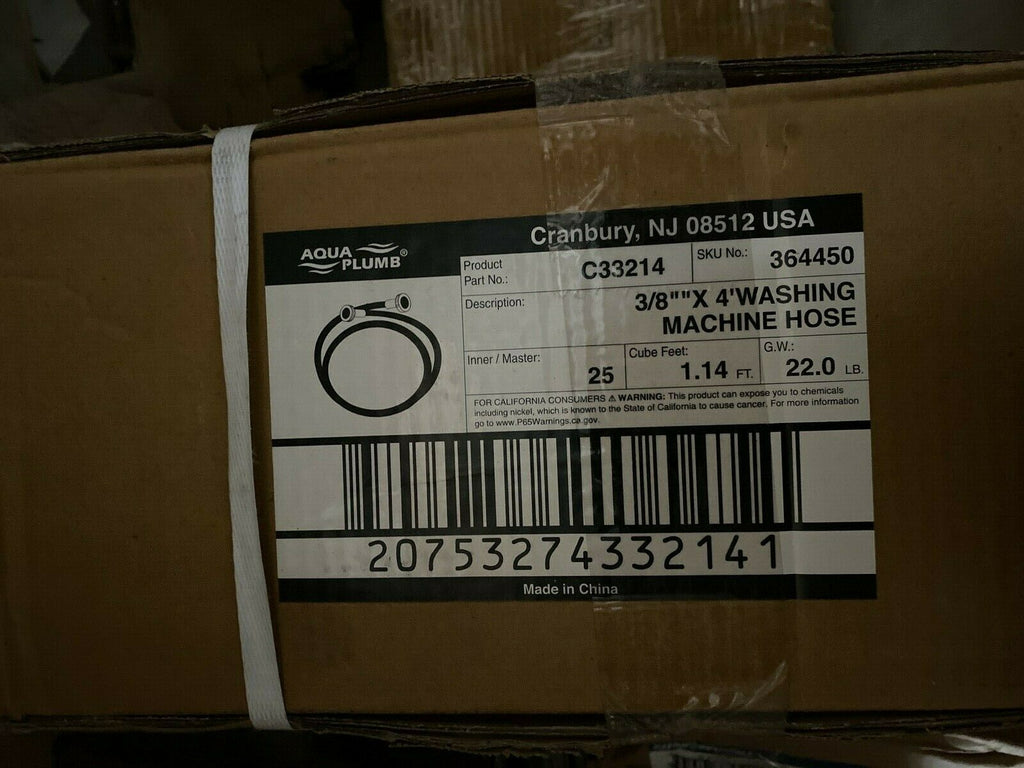 Cranbury, NJ 08512 USA
AQUA
PLUMB®
Product
Part No.:
C33214
SKU No.:
364450
Description:
3/8""X 4'WASHING
MACHINE HOSE
Inner / Master:
25
Cube Feet:
1.14 FT.
G.W.:
22.0 LB.
FOR CALIFORNIA CONSUMERS ⚠ WARNING: This product can expose you to chemicals
including nickel, which is known to the State of California to cause cancer. For more information
go to www.P65Warnings.ca.gov.
20753274332141
Made in China